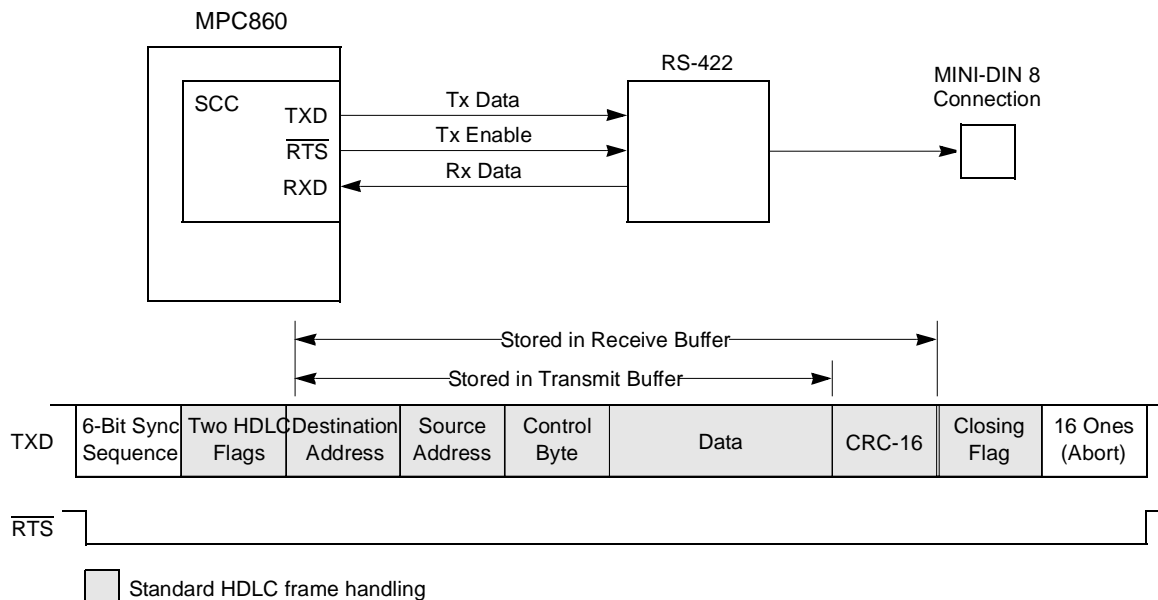 MPC860
RS-422
MINI-DIN 8
Connection
SCC
TXD
RTS
RXD
Tx Data
Tx Enable
Rx Data
Stored in Receive Buffer
Stored in Transmit Buffer
TXD
6-Bit Sync
Sequence
Two HDLC
Flags
Destination
Address
Source
Address
Control
Byte
Data
CRC-16
Closing
Flag
16 Ones
(Abort)
RTS
Standard HDLC frame handling